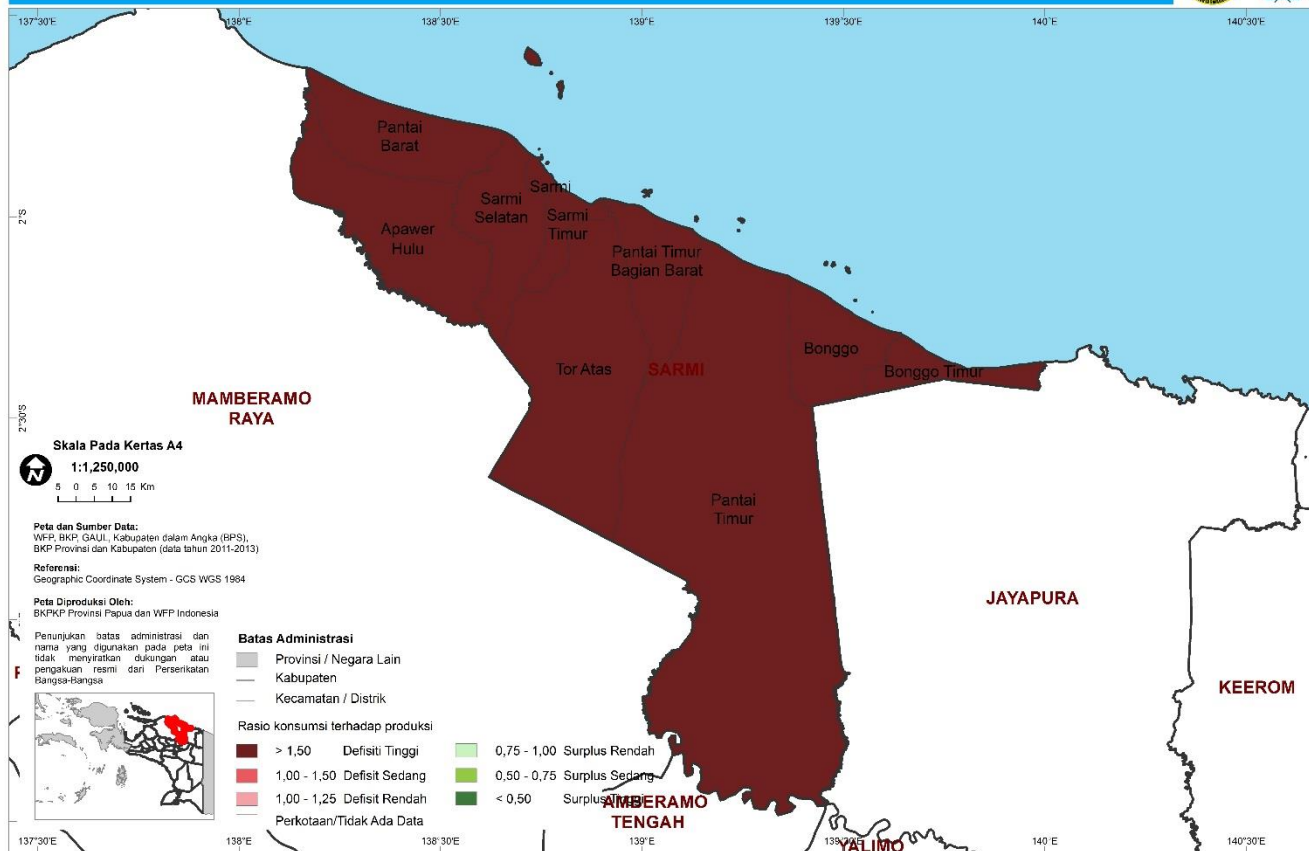 137°30'E 138°E 138°30'E 139°E 139°30'E 140°E 140°30'E
Pantai
Barat
Sarmi
Sarmi
Selatan
Sarmi
Timur
2°S
Apawer
Hulu
Pantai Timur
Bagian Barat
Bonggo
Tor Atas
SARMI
Bonggo Timur
MAMBERAMO
RAYA
2°30'S
Skala Pada Kertas A4
N
1:1,250,000
5 0 5 10 15 Km
Pantai
Timur
Peta dan Sumber Data:
WFP, BKP, GAUL, Kabupaten dalam Angka (BPS),
BKP Provinsi dan Kabupaten (data tahun 2011-2013)
Referensi:
Geographic Coordinate System - GCS WGS 1984
Peta Diproduksi Oleh:
BKPKP Provinsi Papua dan WFP Indonesia
JAYAPURA
Penunjukan batas administrasi dan
nama yang digunakan pada peta ini
tidak menyiratkan dukungan atau
pengakuan resmi dari Perserikatan
Bangsa-Bangsa
KEEROM
Batas Administrasi
Provinsi / Negara Lain
Kabupaten
Kecamatan / Distrik
Rasio konsumsi terhadap produksi
> 1,50 Defisiti Tinggi
1,00 - 1,50 Defisit Sedang
1,00 - 1,25 Defisit Rendah
Perkotaan/Tidak Ada Data
0,75 - 1,00 Surplus Rendah
0,50 - 0,75 Surplus Sedang
< 0,50 Surplus
AMBERAMO
TENGAH
YALIMO
137°30'E 138°E 138°30'E 139°E 139°30'E 140°E 140°30'E